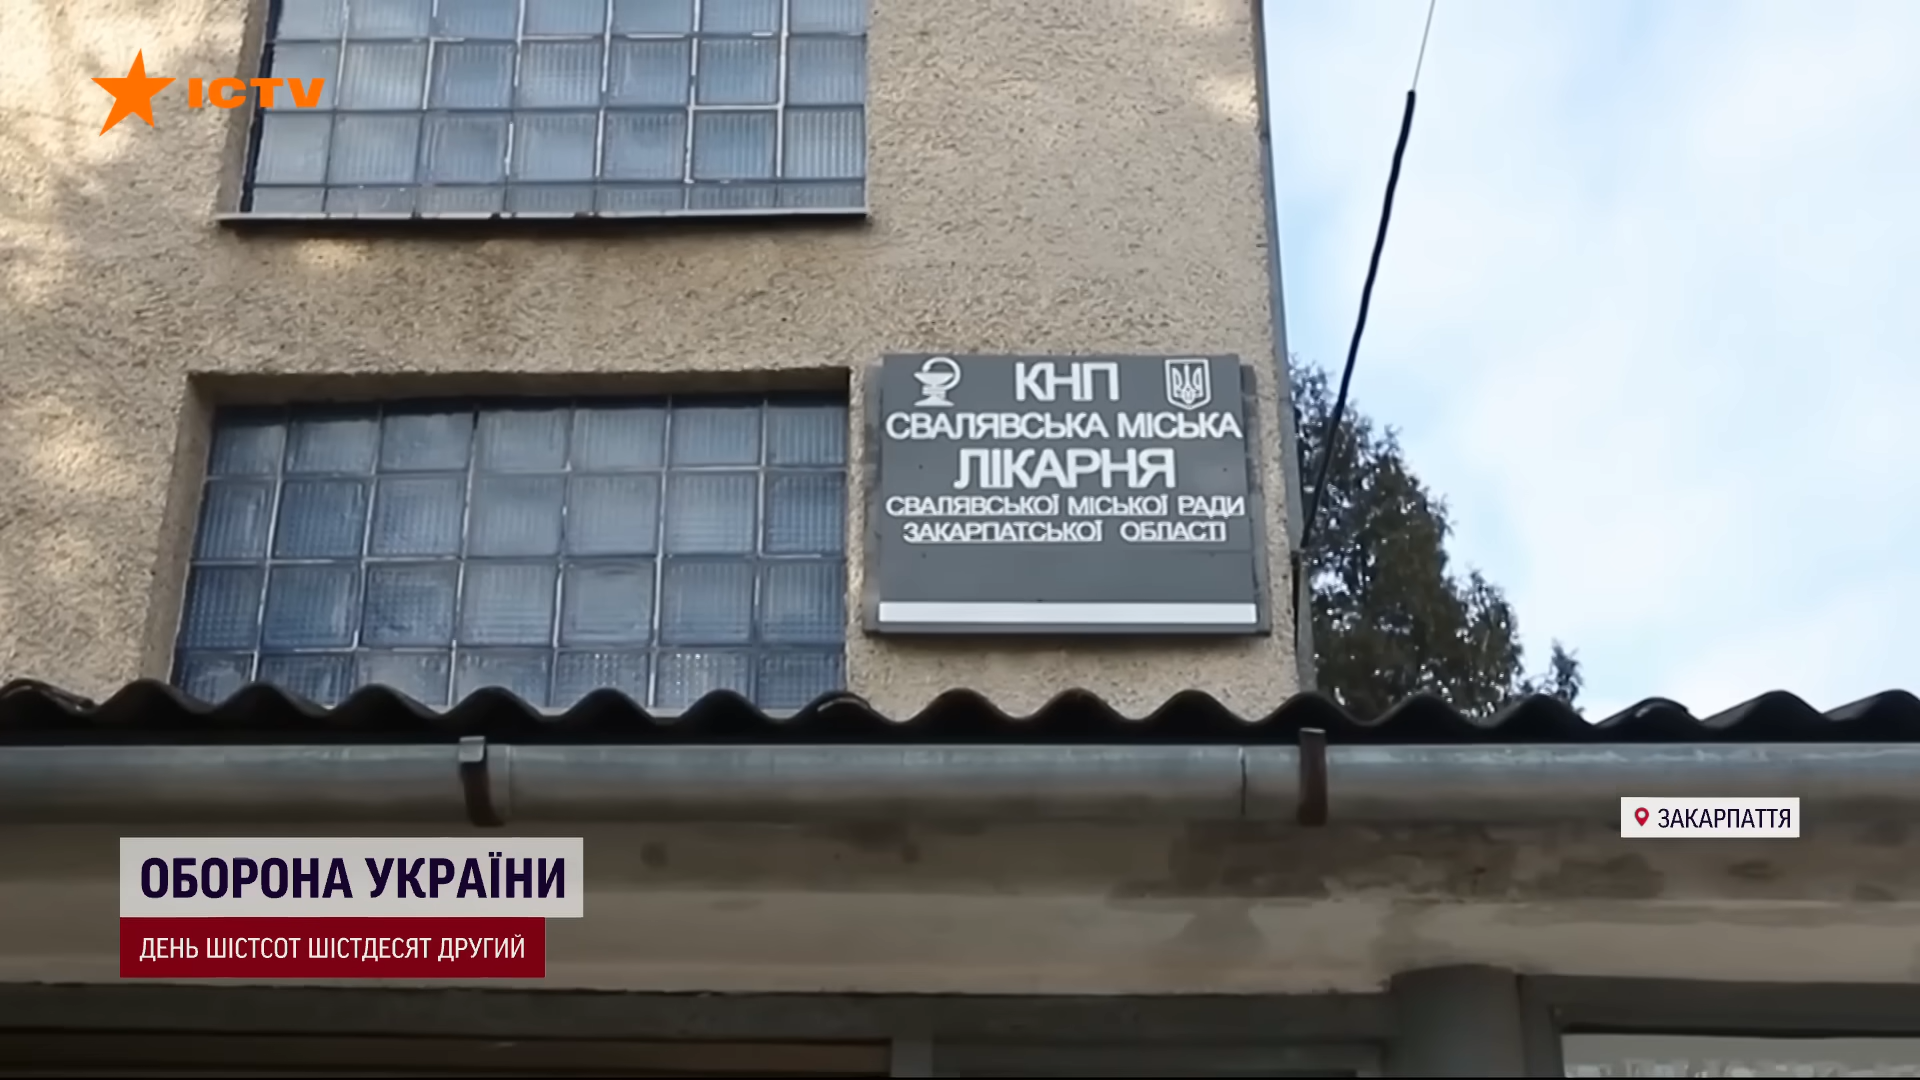 ICTV
КНП
СВАЛЯВСЬКА МІСЬКА
ЛІКАРНЯ
СВАЛЯВСЬКОЇ МІСЬКОЇ РАДИ
ЗАКАРПАТСЬКОЇ ОБЛАСТІ
ЗАКАРПАТТЯ
ОБОРОНА УКРАЇНИ
ДЕНЬ ШІСТСОТ ШІСТДЕСЯТ ДРУГИЙ